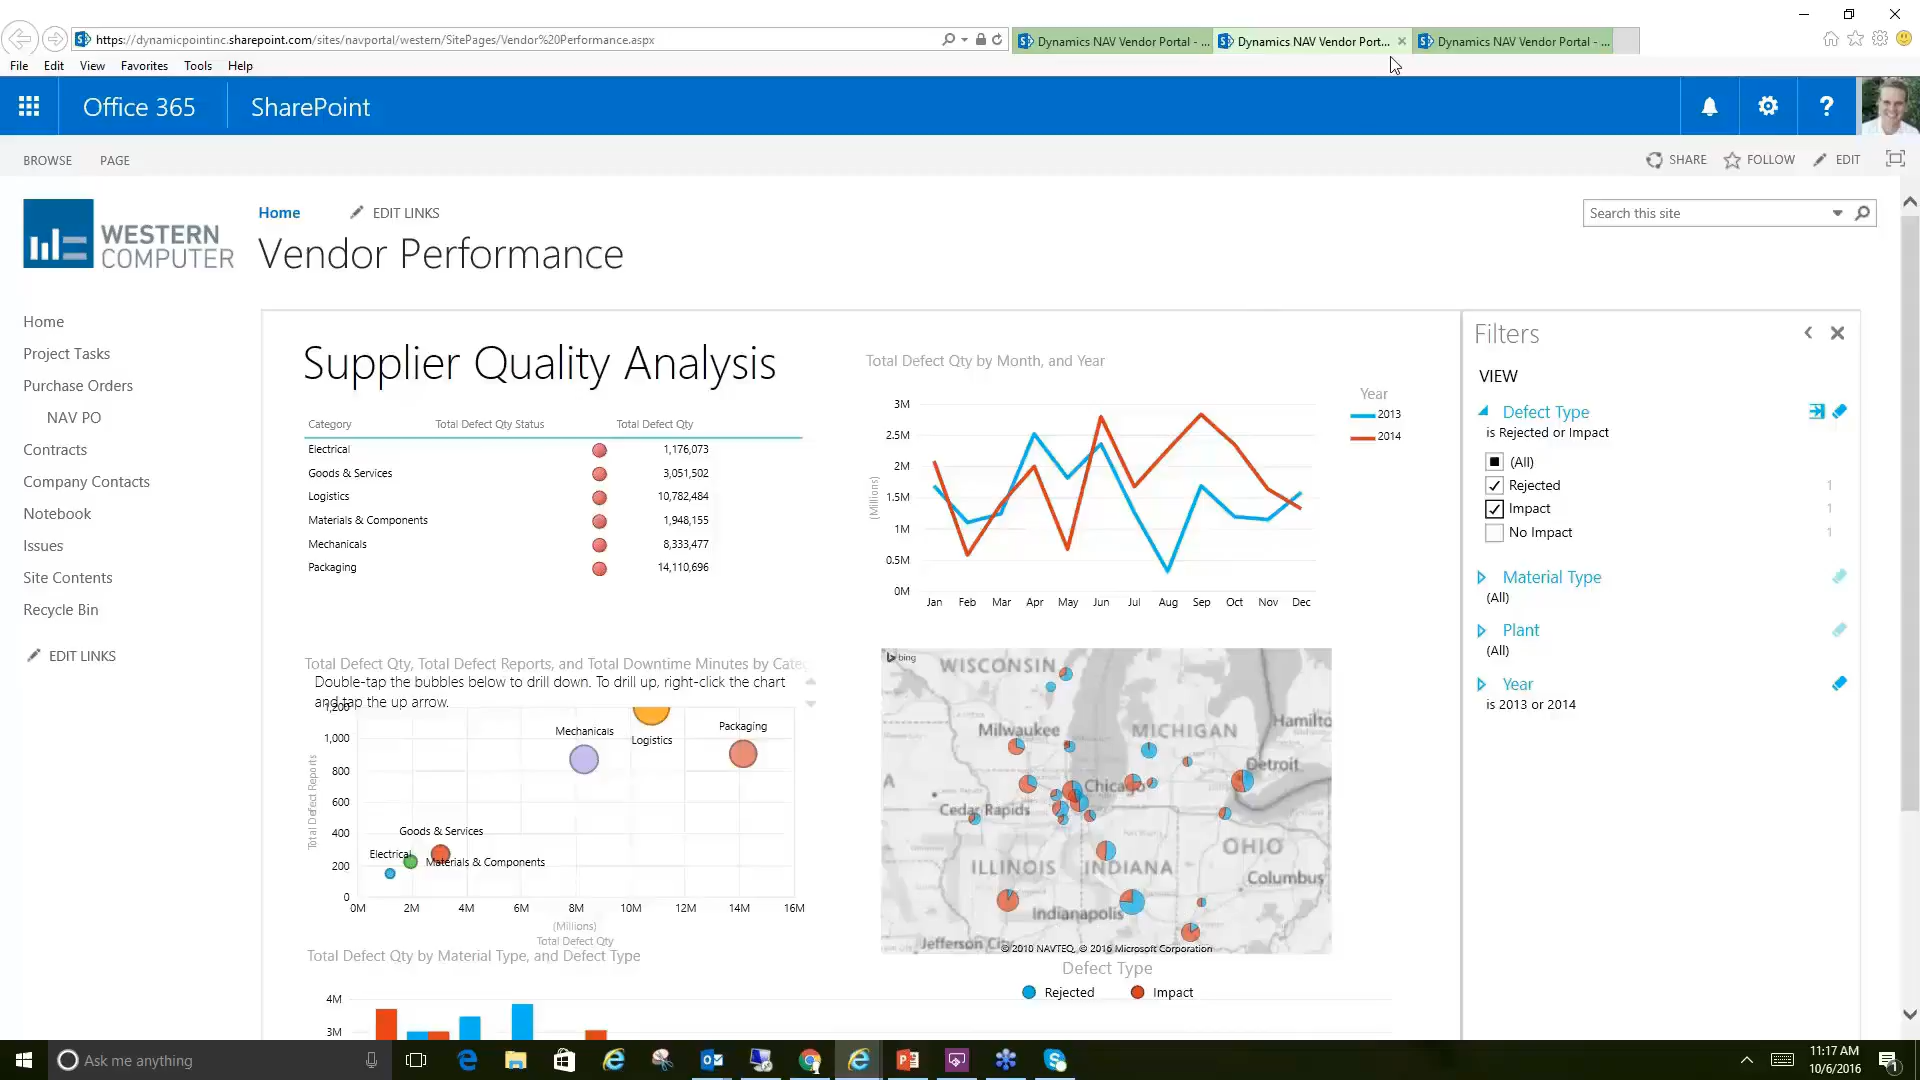 https://dynamicpointinc.sharepoint.com/sites/navportal/western/SitePages/Vendor%20Performance.aspx
Dynamics NAV Vendor Portal - ...
Dynamics NAV Vendor Port...
Dynamics NAV Vendor Portal - ...
File Edit View Favorites Tools Help
Office 365 SharePoint ?
BROWSE PAGE
SHARE FOLLOW EDIT
WESTERN
COMPUTER
Home EDIT LINKS
Search this site
Vendor Performance
Home
Project Tasks
Purchase Orders
NAV PO
Contracts
Company Contacts
Notebook
Issues
Site Contents
Recycle Bin
EDIT LINKS
Supplier Quality Analysis
Category Total Defect Qty Status Total Defect Qty
Electrical 1,176,073
Goods & Services 3,051,502
Logistics 10,782,484
Materials & Components 1,948,155
Mechanicals 8,333,477
Packaging 14,110,696
Total Defect Qty by Month, and Year
Year
2013
2014
(Millions)
3M
2.5M
2M
1.5M
1M
0.5M
0M
Jan Feb Mar Apr May Jun Jul Aug Sep Oct Nov Dec
Total Defect Qty, Total Defect Reports, and Total Downtime Minutes by Cate
Double-tap the bubbles below to drill down. To drill up, right-click the chart
and tap the up arrow.
Total Defect Reports
1,200
1,000
800
600
400
200
0
Mechanicals
Logistics
Packaging
Goods & Services
Electrical
Materials & Components
0M 2M 4M 6M 8M 10M 12M 14M 16M
(Millions)
Total Defect Qty
bing
WISCONSIN
Milwaukee
MICHIGAN
Hamilto
Detroit
Chicago
Cedar Rapids
OHIO
ILLINOIS
INDIANA
Columbus
Indianapolis
Jefferson City
© 2010 NAVTEQ, © 2016 Microsoft Corporation
Defect Type
Rejected Impact
Total Defect Qty by Material Type, and Defect Type
4M
3M
Filters
VIEW
Defect Type
is Rejected or Impact
(All)
Rejected 1
Impact 1
No Impact 1
Material Type
(All)
Plant
(All)
Year
is 2013 or 2014
Ask me anything
11:17 AM
10/6/2016
1